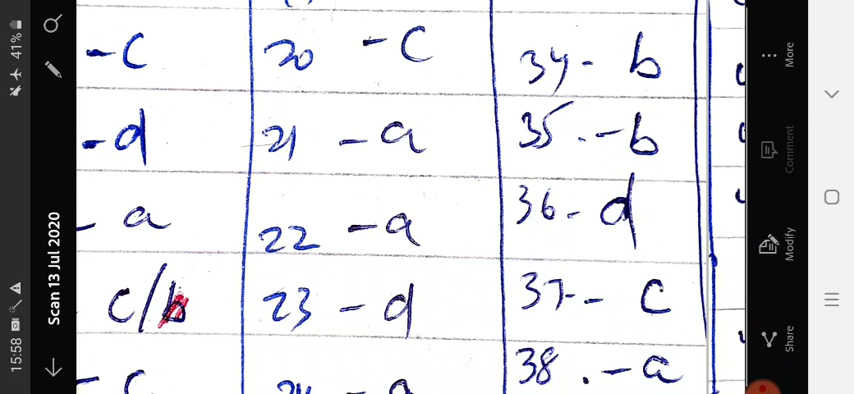 -c
20 -c
34- b
-d
21 -a
35.-b
- a
22 -a
36-d
c/b
23 -d
37- c
-c
24 -a
38.-a
15:58
41%
Scan 13 Jul 2020
More
Comment
Modify
Share